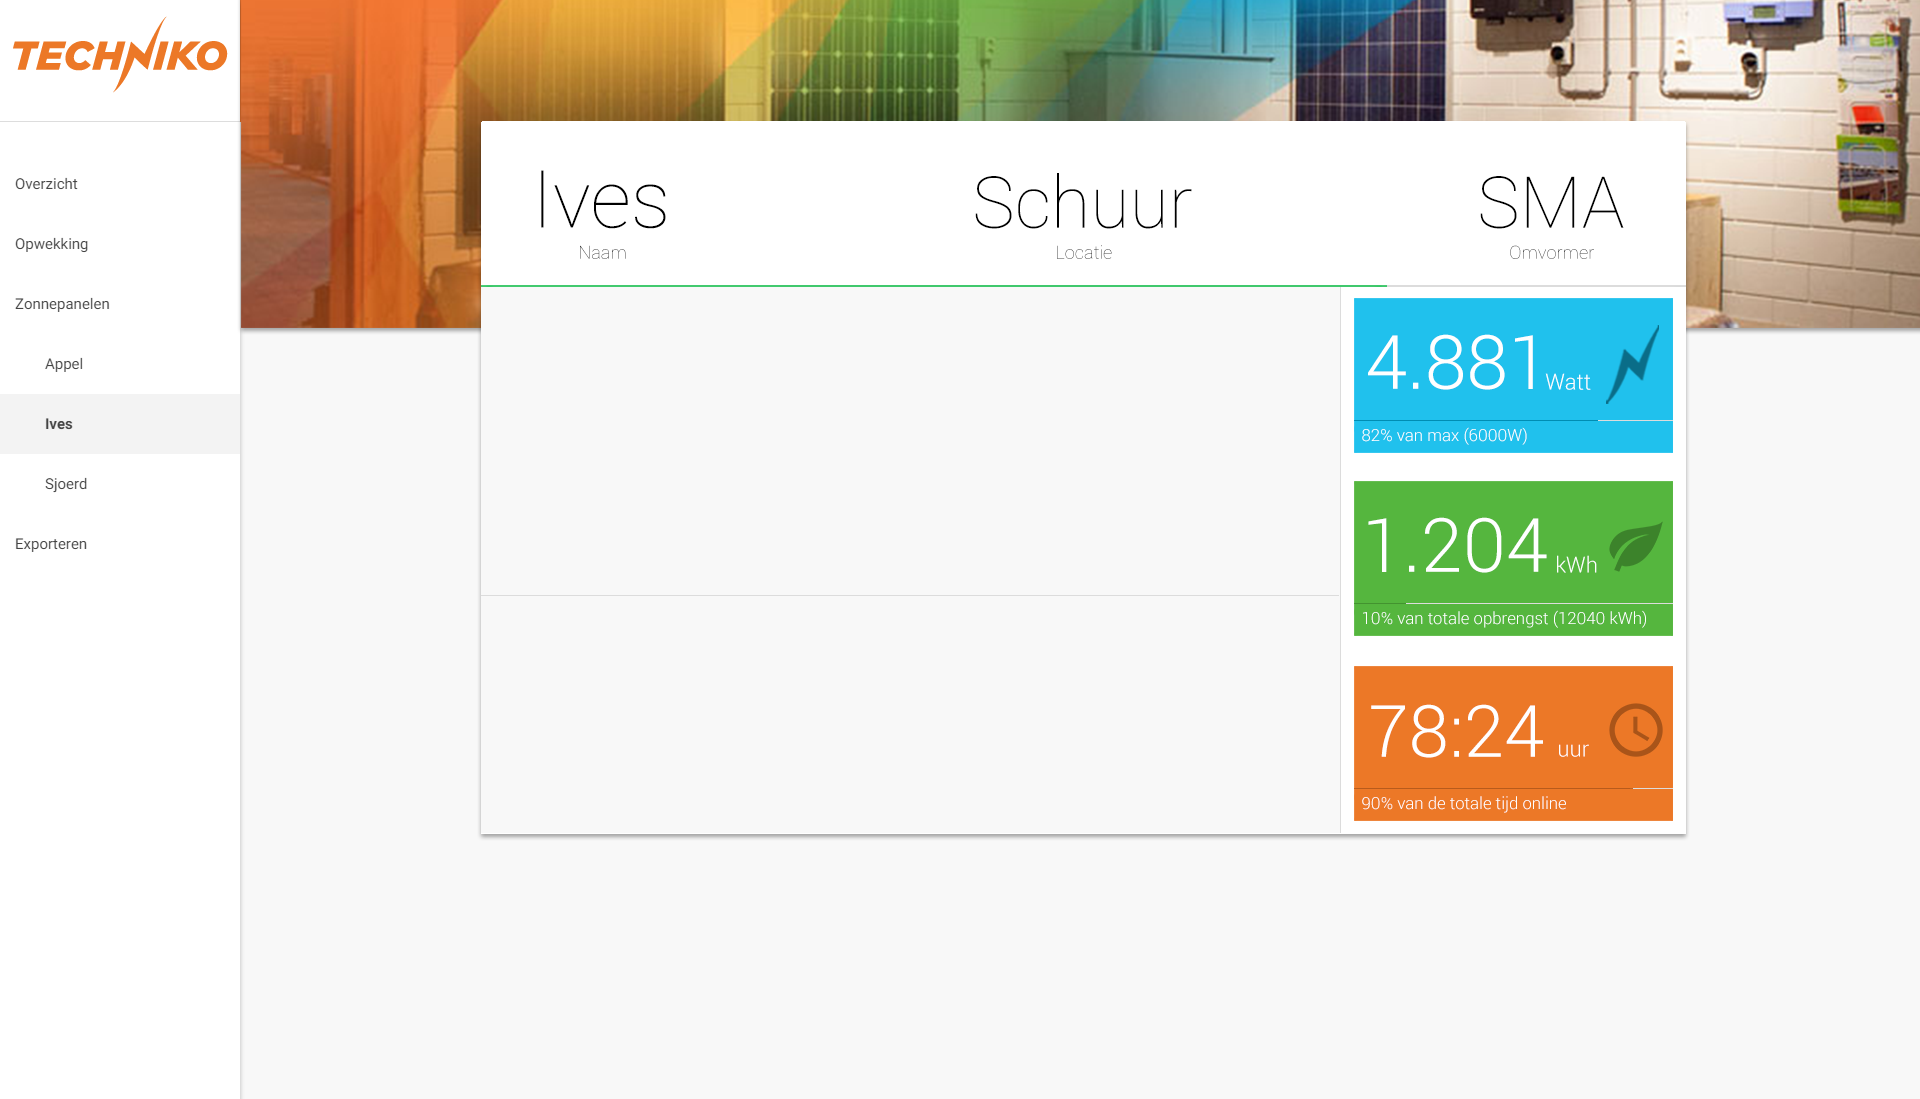 TECHNIKO
Overzicht
Opwekking
Zonnepanelen
Appel
Ives
Sjoerd
Exporteren
Ives
Naam
Schuur
Locatie
SMA
Omvormer
4.881 Watt
82% van max (6000W)
1.204 kWh
10% van totale opbrengst (12040 kWh)
78:24 uur
90% van de totale tijd online